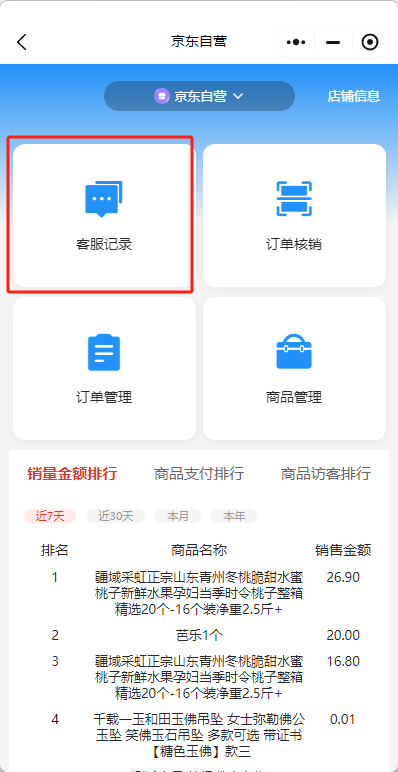 京东自营
京东自营
店铺信息
客服记录
订单核销
订单管理
商品管理
销量金额排行
商品支付排行
商品访客排行
近7天
近30天
本月
本年
排名
商品名称
销售金额
1
疆域采虹正宗山东青州冬桃脆甜水蜜
26.90
桃子新鲜水果孕妇当季时令桃子整箱
精选20个-16个装净重2.5斤+
2
芭乐1个
20.00
3
疆域采虹正宗山东青州冬桃脆甜水蜜
16.80
桃子新鲜水果孕妇当季时令桃子整箱
精选20个-16个装净重2.5斤+
4
千载一玉和田玉佛吊坠 女士弥勒佛公
0.01
玉坠 笑佛玉石吊坠 多款可选 带证书
【糖色玉佛】款三